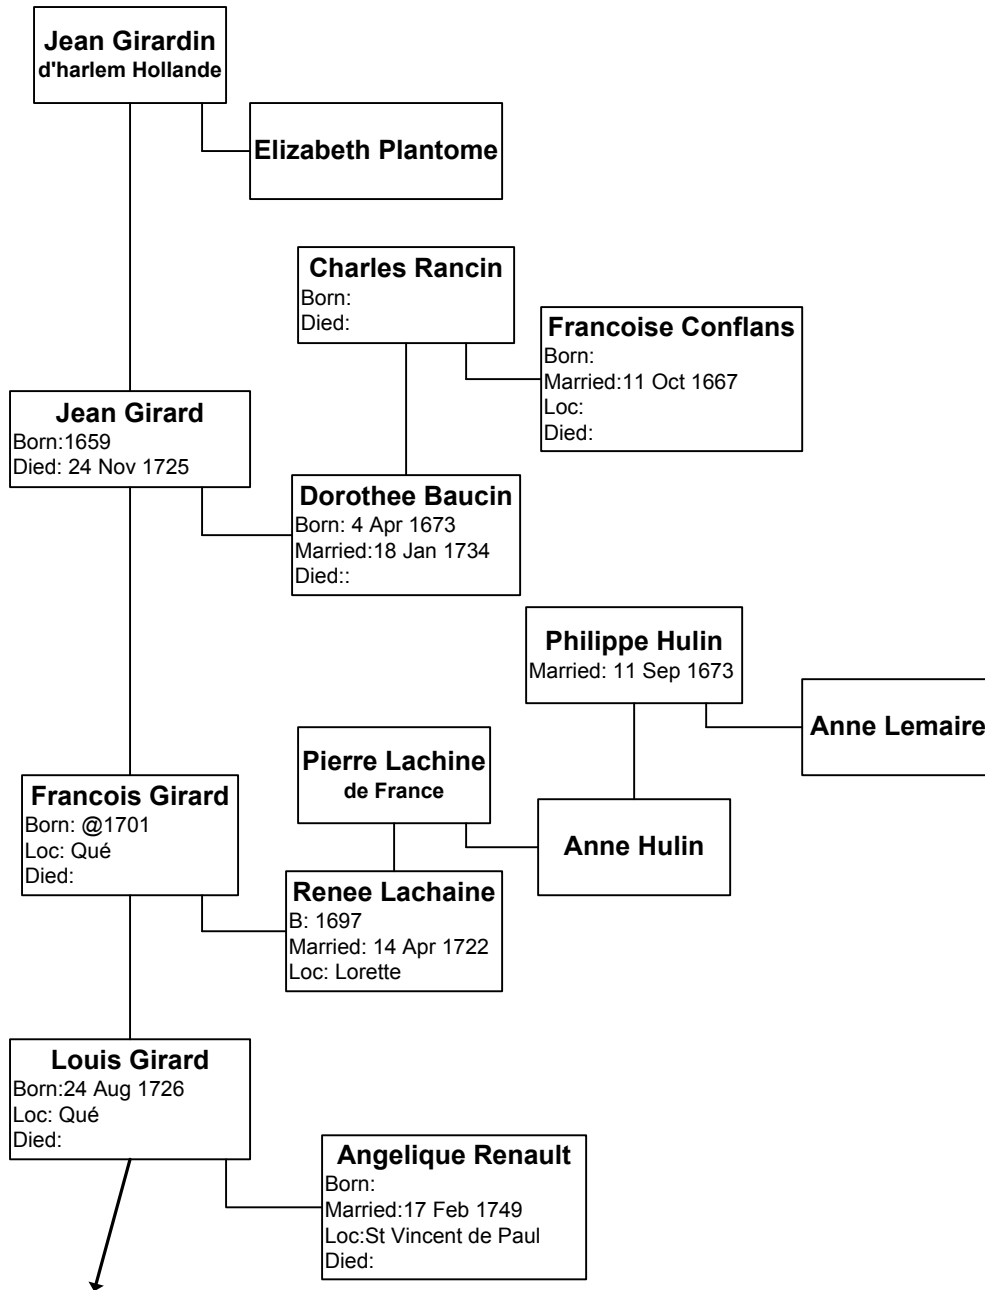 Jean Girardin
d'harlem Hollande
Elizabeth Plantome
Charles Rancin
Born:
Died:
Francoise Conflans
Born:
Married:11 Oct 1667
Loc:
Died:
Jean Girard
Born:1659
Died: 24 Nov 1725
Dorothee Baucin
Born: 4 Apr 1673
Married:18 Jan 1734
Died::
Philippe Hulin
Married: 11 Sep 1673
Anne Lemaire
Pierre Lachine
de France
Anne Hulin
Francois Girard
Born: @1701
Loc: Qué
Died:
Renee Lachaine
B: 1697
Married: 14 Apr 1722
Loc: Lorette
Louis Girard
Born:24 Aug 1726
Loc: Qué
Died:
Angelique Renault
Born:
Married:17 Feb 1749
Loc:St Vincent de Paul
Died: